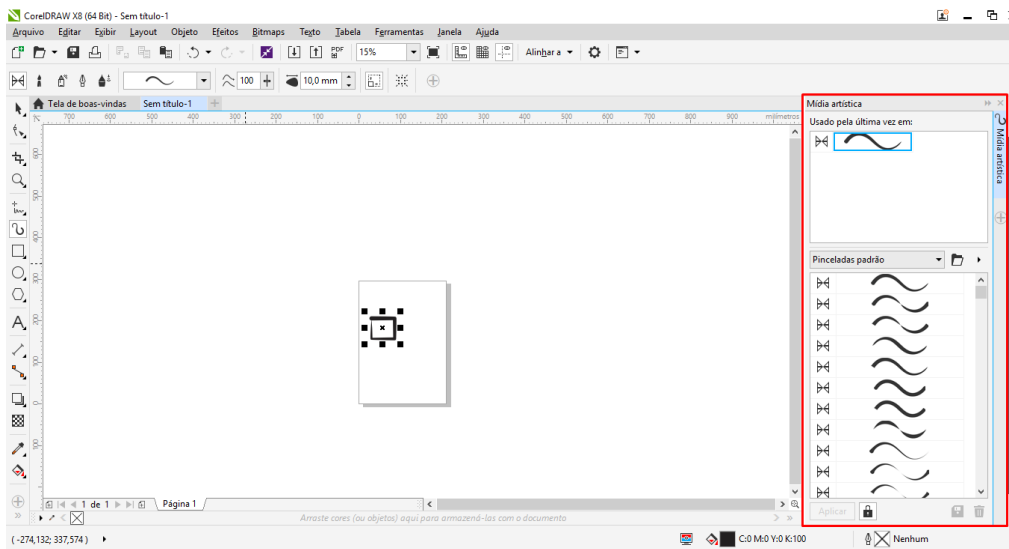 CorelDRAW X8 (64 Bit) - Sem título-1
Arquivo Editar Exibir Layout Objeto Efeitos Bitmaps Texto Tabela Ferramentas Janela Ajuda
PDF 15% Alinhar a
100 10,0 mm
Tela de boas-vindas Sem título-1
700 600 500 400 300 200 100 0 100 200 300 400 500 600 700 800 900 milímetros
Mídia artística
Usado pela última vez em:
Mídia artística
Pinceladas padrão
Aplicar
1 de 1 Página 1
Arraste cores (ou objetos) aqui para armazená-las com o documento
( -274,132; 337,574 ) C:0 M:0 Y:0 K:100 Nenhum